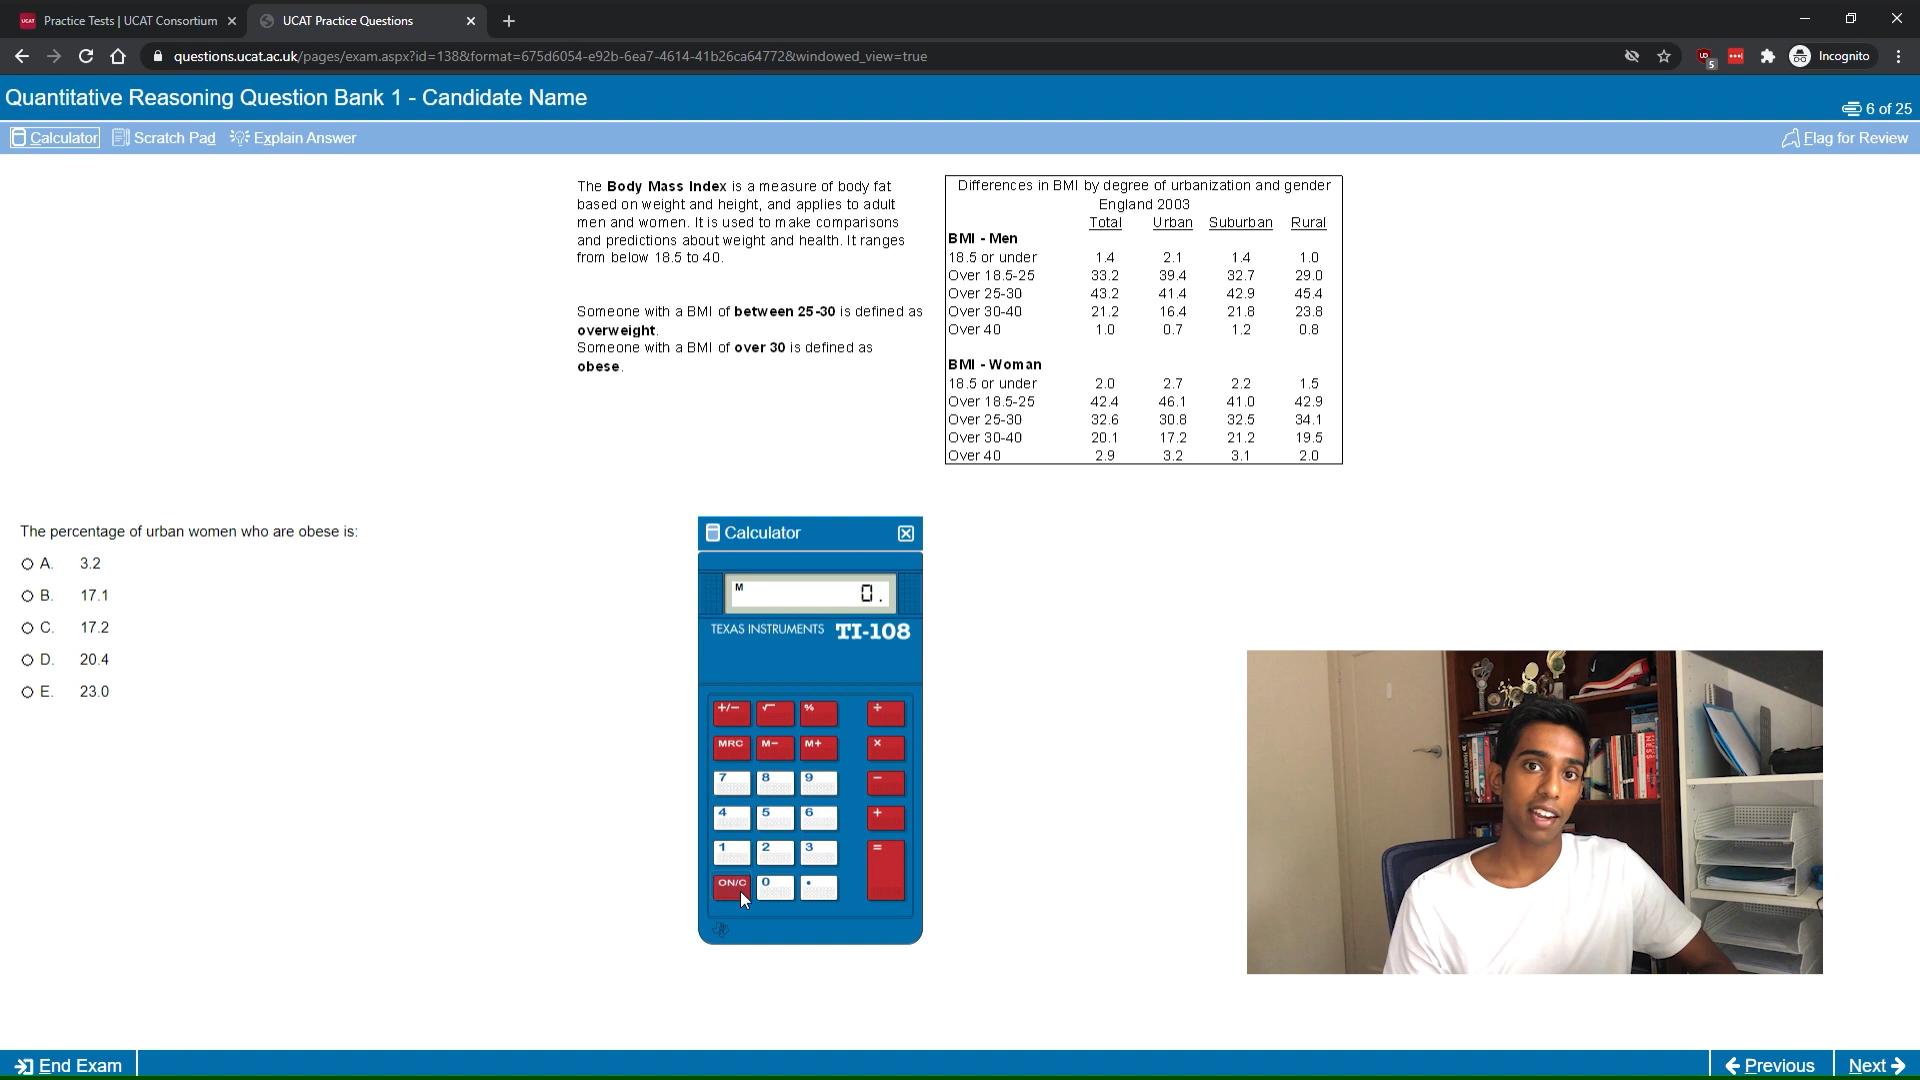 Practice Tests | UCAT Consortium
UCAT Practice Questions
questions.ucat.ac.uk/pages/exam.aspx?id=138&format=675d6054-e92b-6ea7-4614-41b26ca64772&windowed_view=true
5
Incognito
Quantitative Reasoning Question Bank 1 - Candidate Name
6 of 25
Calculator
Scratch Pad
Explain Answer
Flag for Review
The Body Mass Index is a measure of body fat
based on weight and height, and applies to adult
men and women. It is used to make comparisons
and predictions about weight and health. It ranges
from below 18.5 to 40.
Someone with a BMI of between 25-30 is defined as
overweight.
Someone with a BMI of over 30 is defined as
obese.
Differences in BMI by degree of urbanization and gender
England 2003
Total Urban Suburban Rural
BMI - Men
18.5 or under 1.4 2.1 1.4 1.0
Over 18.5-25 33.2 39.4 32.7 29.0
Over 25-30 43.2 41.4 42.9 45.4
Over 30-40 21.2 16.4 21.8 23.8
Over 40 1.0 0.7 1.2 0.8
BMI - Woman
18.5 or under 2.0 2.7 2.2 1.5
Over 18.5-25 42.4 46.1 41.0 42.9
Over 25-30 32.6 30.8 32.5 34.1
Over 30-40 20.1 17.2 21.2 19.5
Over 40 2.9 3.2 3.1 2.0
The percentage of urban women who are obese is:
A. 3.2
B. 17.1
C. 17.2
D. 20.4
E. 23.0
Calculator
M 0.
TEXAS INSTRUMENTS TI-108
+/- √ % ÷
MRC M- M+ ×
7 8 9 -
4 5 6 +
1 2 3 =
ON/C 0 .
End Exam
Previous
Next